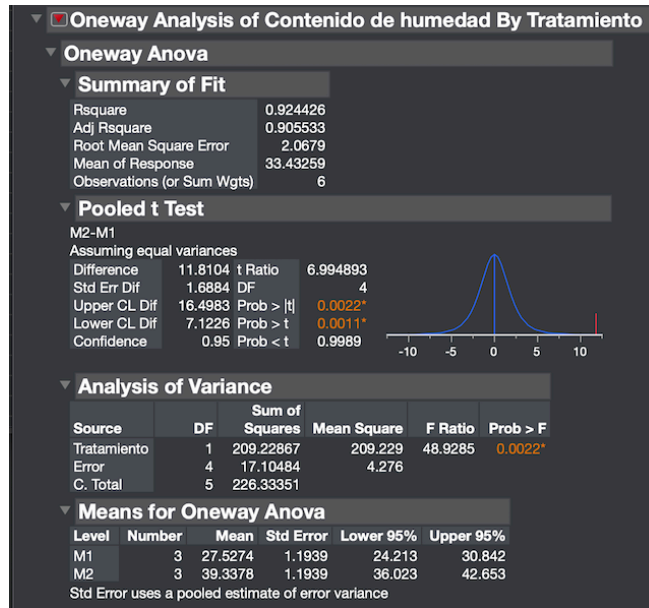 Oneway Analysis of Contenido de humedad By Tratamiento
Oneway Anova
Summary of Fit
Rsquare 0.924426
Adj Rsquare 0.905533
Root Mean Square Error 2.0679
Mean of Response 33.43259
Observations (or Sum Wgts) 6
Pooled t Test
M2-M1
Assuming equal variances
Difference 11.8104 t Ratio 6.994893
Std Err Dif 1.6884 DF 4
Upper CL Dif 16.4983 Prob > |t| 0.0022*
Lower CL Dif 7.1226 Prob > t 0.0011*
Confidence 0.95 Prob < t 0.9989
-10 -5 0 5 10
Analysis of Variance
Sum of
Source DF Squares Mean Square F Ratio Prob > F
Tratamiento 1 209.22867 209.229 48.9285 0.0022*
Error 4 17.10484 4.276
C. Total 5 226.33351
Means for Oneway Anova
Level Number Mean Std Error Lower 95% Upper 95%
M1 3 27.5274 1.1939 24.213 30.842
M2 3 39.3378 1.1939 36.023 42.653
Std Error uses a pooled estimate of error variance